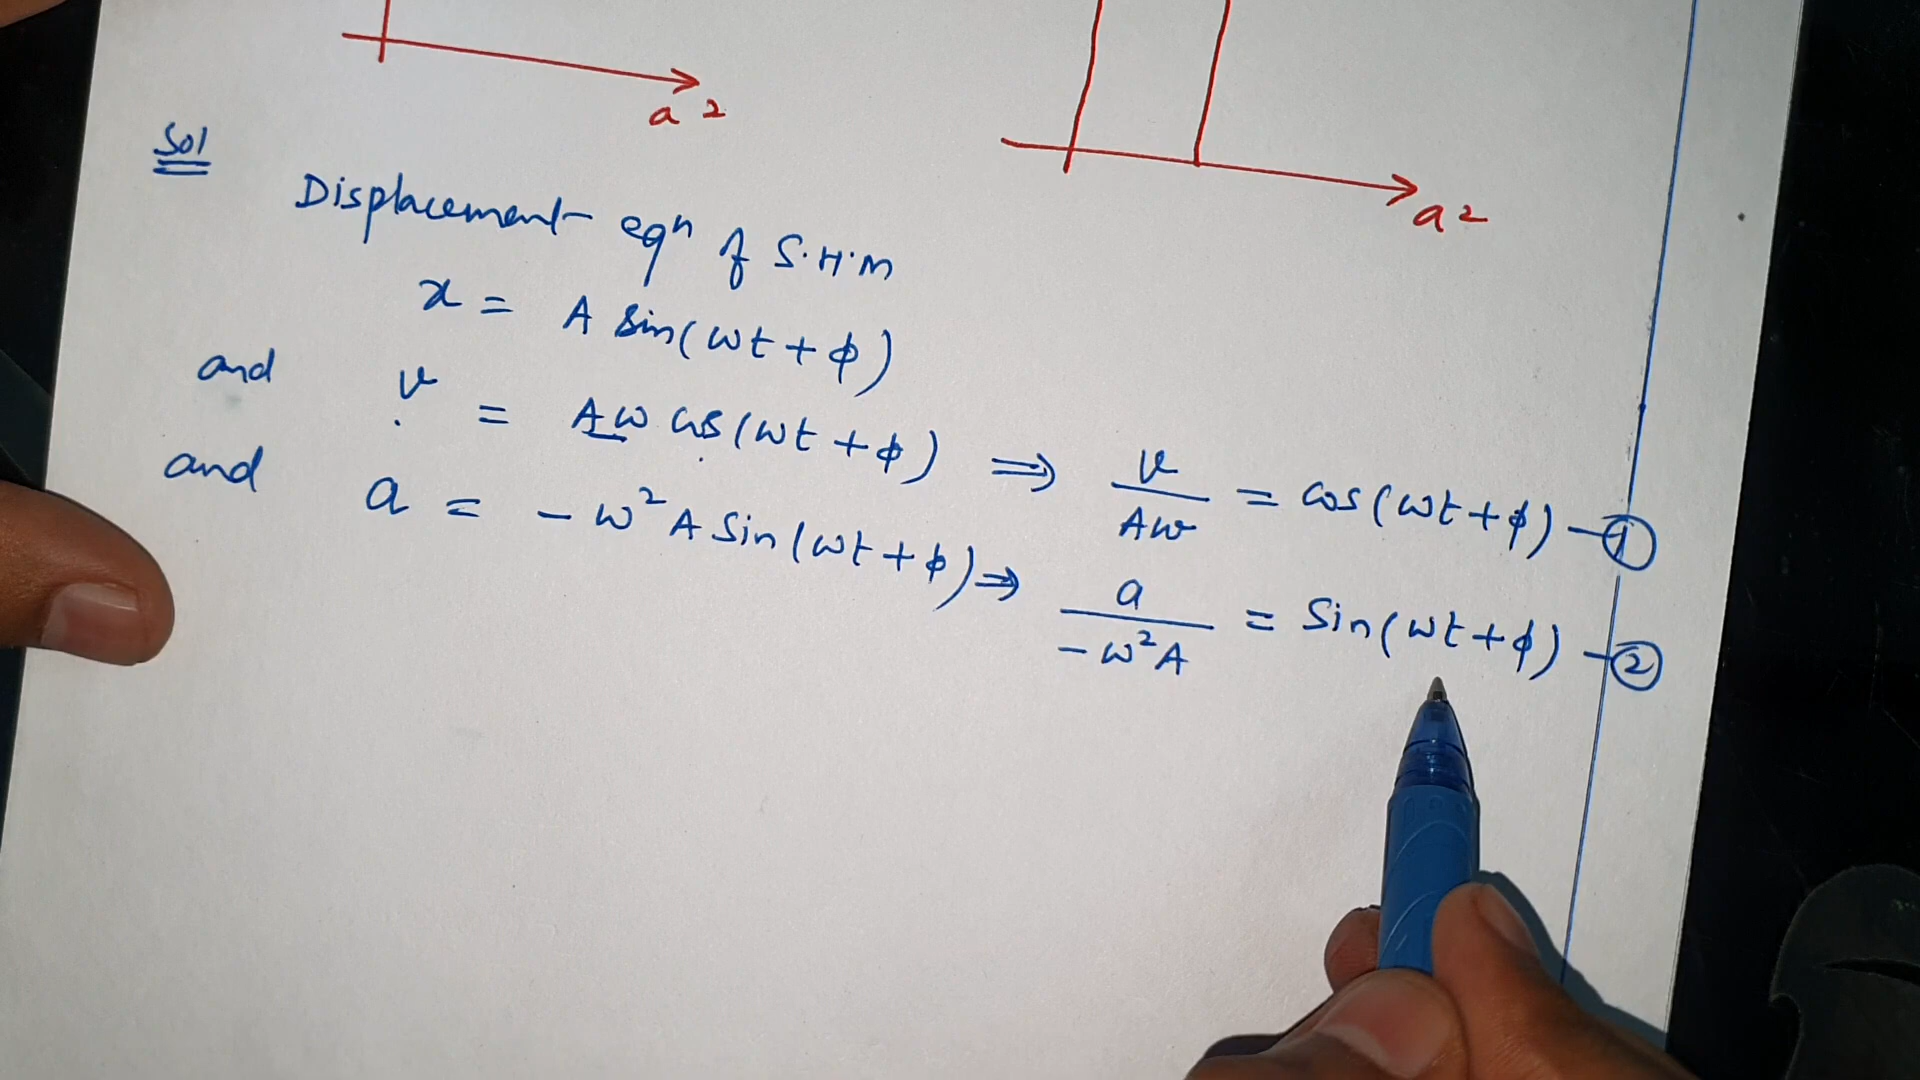 a²
a²
Sol
Displacement eqⁿ of S.H.M
x = A Sin(ωt + φ)
and v = Aω cos(ωt + φ) ⇒ v/Aω = cos(ωt + φ) – ①
and a = - ω² A Sin(ωt + φ) ⇒ a/-ω²A = Sin(ωt + φ) – ②